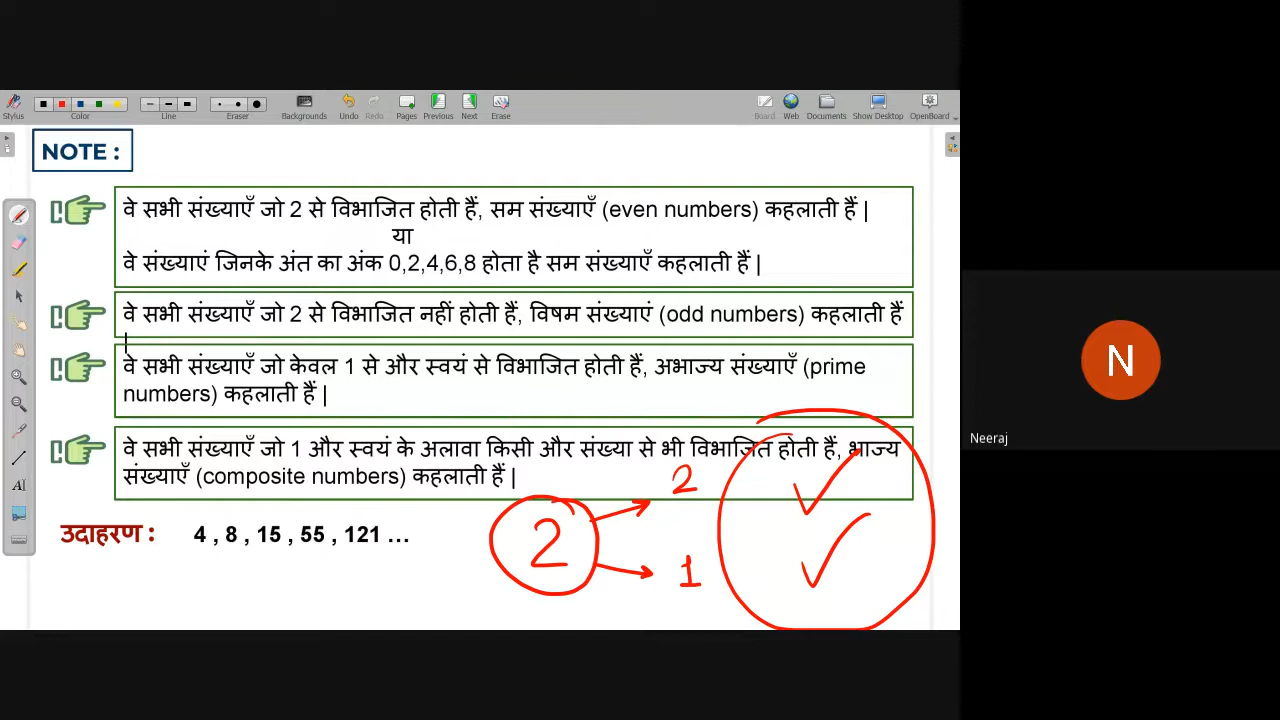 Stylus
Color
Line
Eraser
Backgrounds
Undo
Redo
Pages
Previous
Next
Erase
Board
Web
Documents
Show Desktop
OpenBoard
NOTE :
वे सभी संख्याएँ जो 2 से विभाजित होती हैं, सम संख्याएँ (even numbers) कहलाती हैं |
या
वे संख्याएं जिनके अंत का अंक 0,2,4,6,8 होता है सम संख्याएँ कहलाती हैं |
वे सभी संख्याएँ जो 2 से विभाजित नहीं होती हैं, विषम संख्याएं (odd numbers) कहलाती हैं
|
वे सभी संख्याएँ जो केवल 1 से और स्वयं से विभाजित होती हैं, अभाज्य संख्याएँ (prime
numbers) कहलाती हैं |
वे सभी संख्याएँ जो 1 और स्वयं के अलावा किसी और संख्या से भी विभाजित होती हैं, भाज्य
संख्याएँ (composite numbers) कहलाती हैं |
उदाहरण : 4 , 8 , 15 , 55 , 121 ...
2
2
1
N
Neeraj